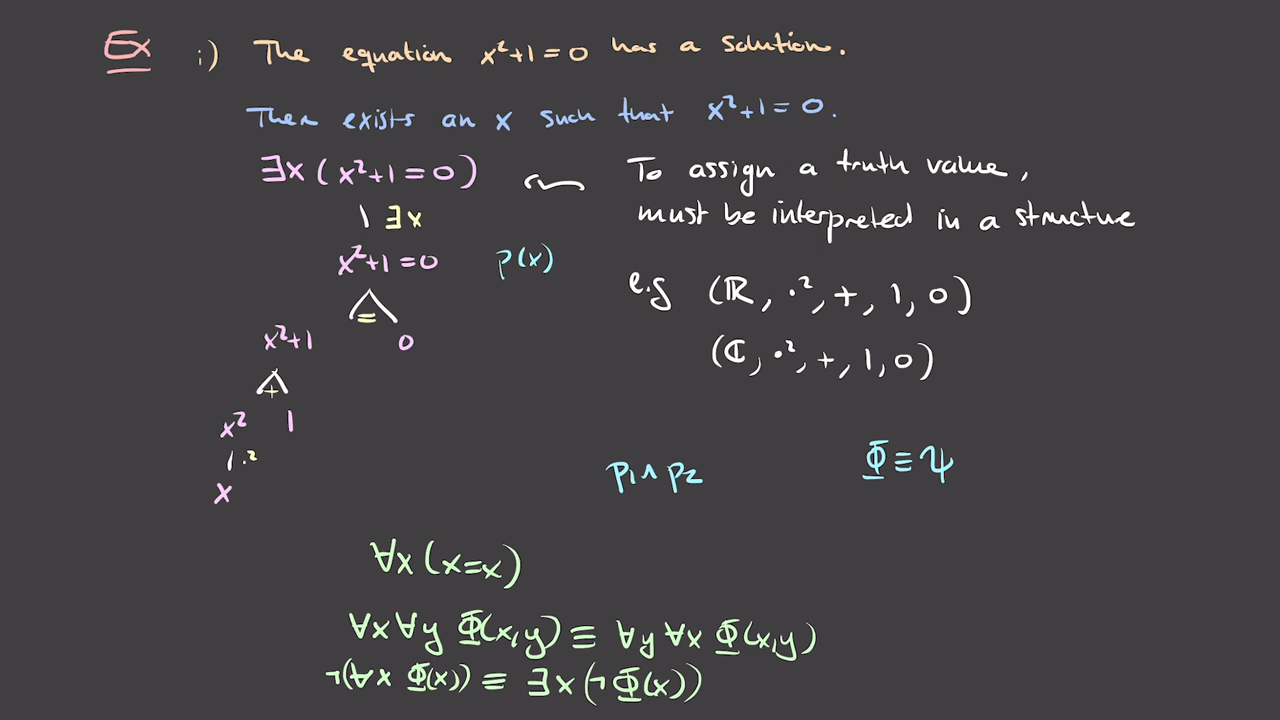 Ex i) The equation x²+1=0 has a solution.
There exists an x such that x²+1=0.
∃x(x²+1=0)
To assign a truth value,
must be interpreted in a structure
∃x
x²+1=0 p(x)
e.g (ℝ, ·², +, 1, 0)
=
x²+1 0
(ℂ, ·², +, 1, 0)
+
x² 1
·²
x
p₁∧p₂ Φ≡Ψ
∀x(x=x)
∀x∀y Φ(x,y)≡ ∀y∀x Φ(x,y)
¬(∀x Φ(x)) ≡ ∃x(¬Φ(x))